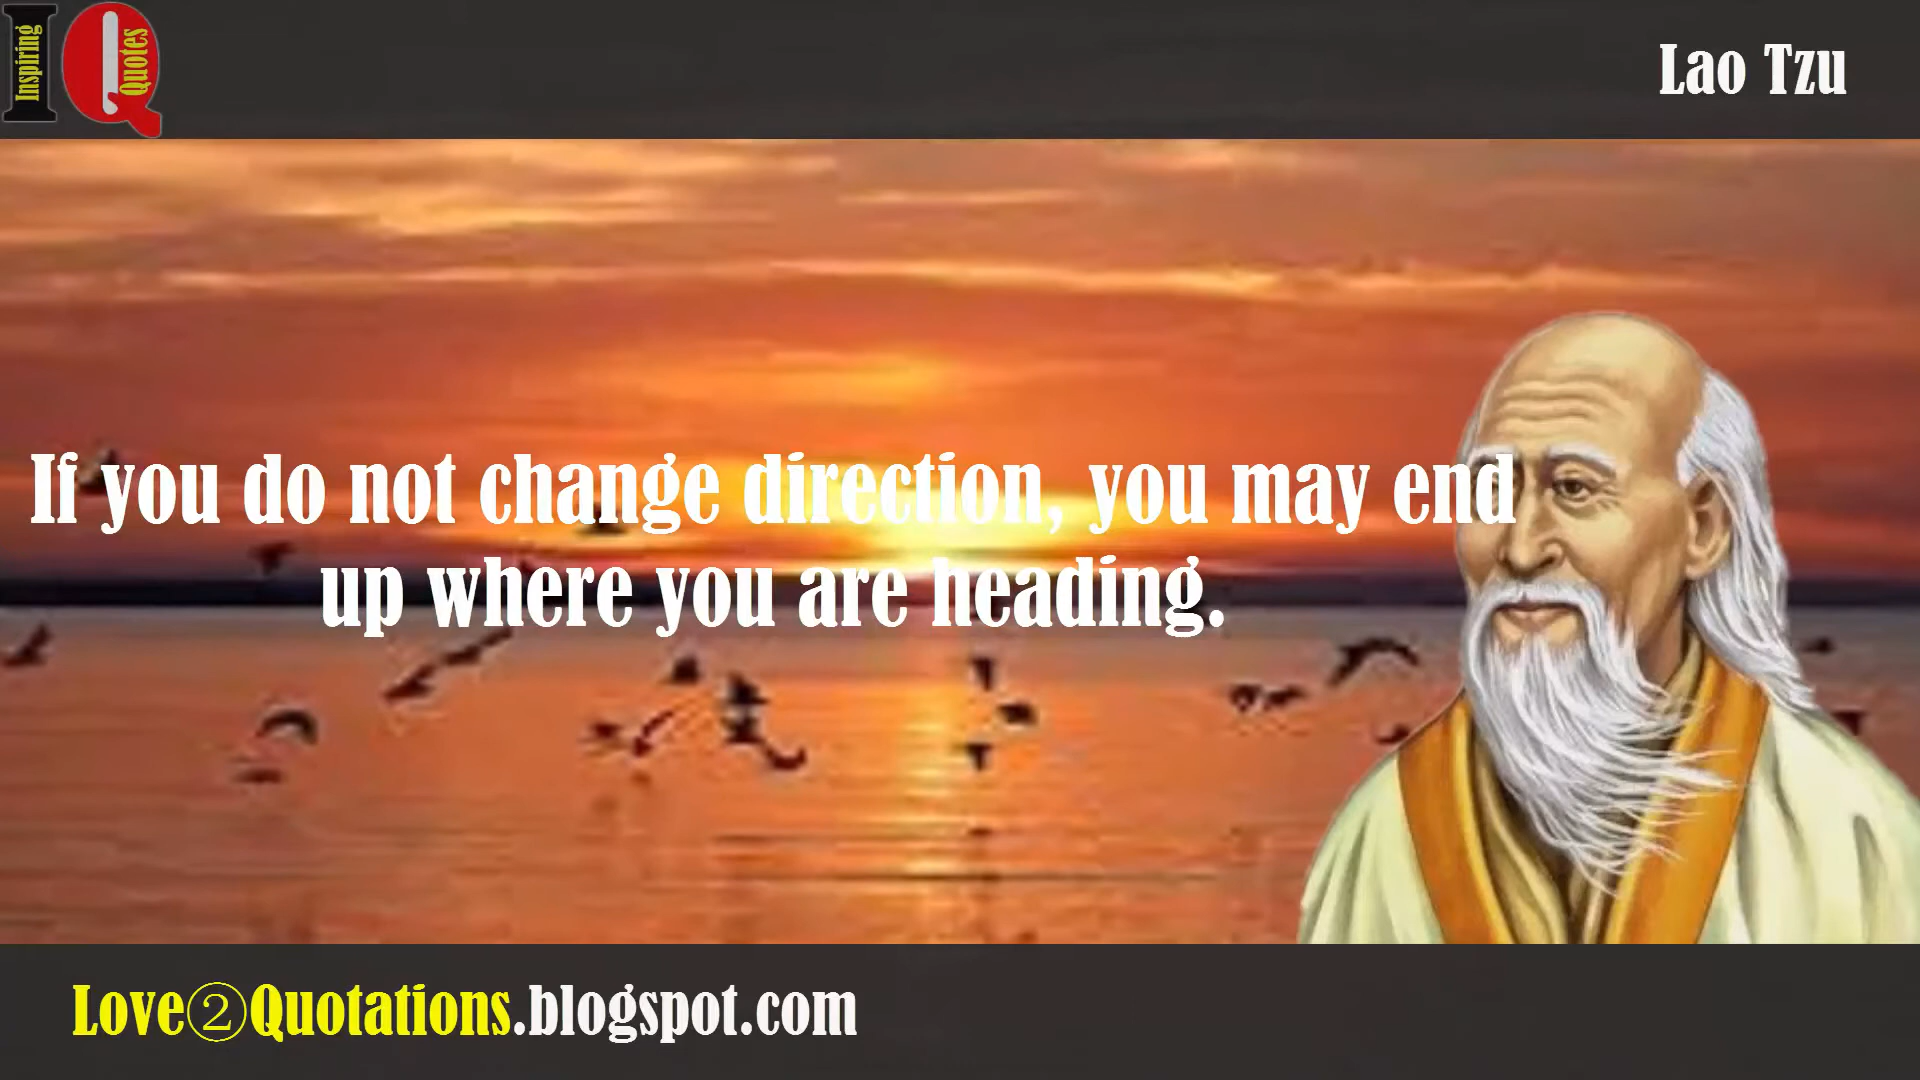 Inspiring
Quotes
Lao Tzu
If you do not change direction, you may end
up where you are heading.
Love②Quotations.blogspot.com